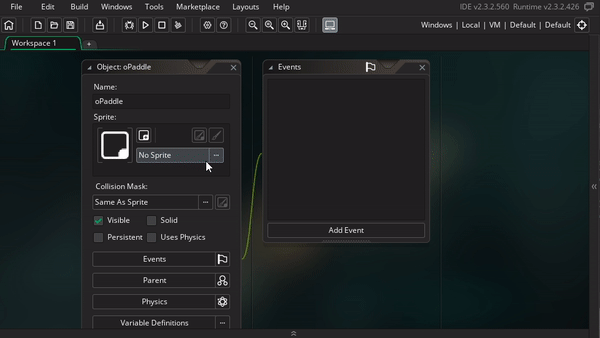 File Edit Build Windows Tools Marketplace Layouts Help
IDE v2.3.2.560 Runtime v2.3.2.426
Windows | Local | VM | Default | Default
Workspace 1 +
Object: oPaddle
Events
Name:
oPaddle
Sprite:
No Sprite ...
Collision Mask:
Same As Sprite ...
Visible Solid
Persistent Uses Physics
Events
Parent
Physics
Variable Definitions ...
Add Event